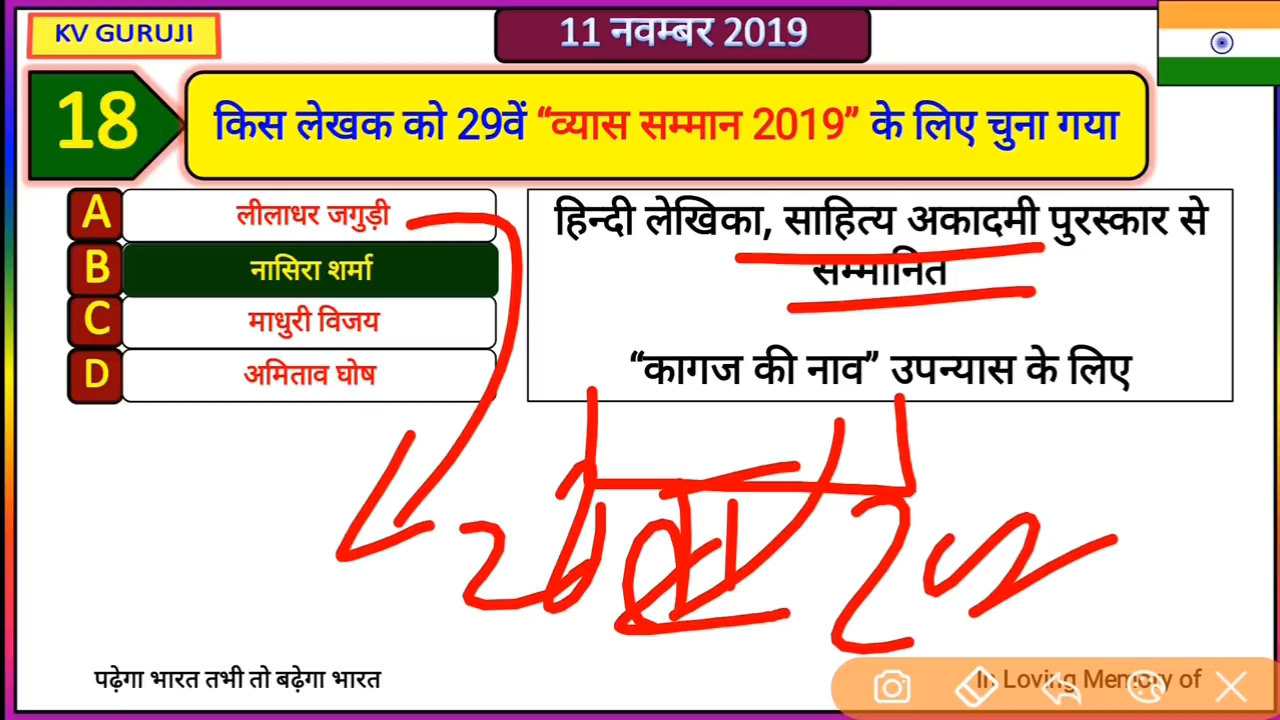 KV GURUJI
11 नवम्बर 2019
18
किस लेखक को 29वें “व्यास सम्मान 2019” के लिए चुना गया
A लीलाधर जगुड़ी
B नासिरा शर्मा
C माधुरी विजय
D अमिताव घोष
हिन्दी लेखिका, साहित्य अकादमी पुरस्कार से
सम्मानित
“कागज की नाव” उपन्यास के लिए
पढ़ेगा भारत तभी तो बढ़ेगा भारत
In Loving Memory of